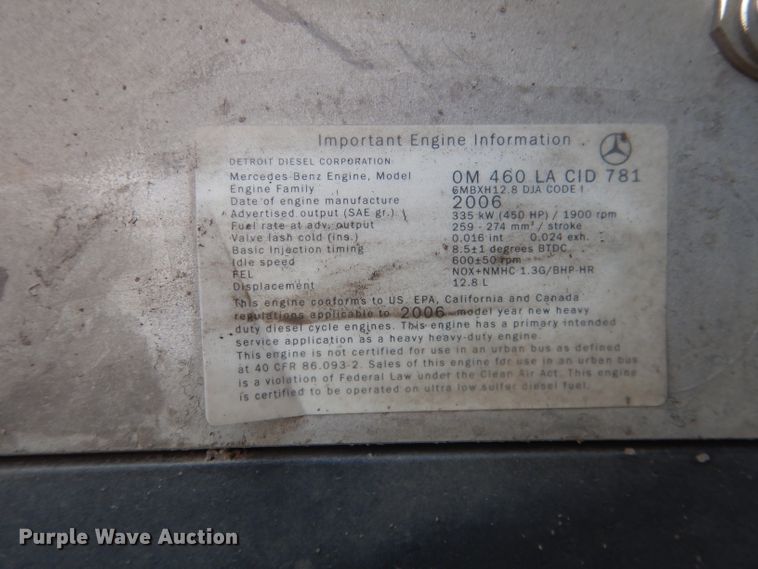 Important Engine Information
DETROIT DIESEL CORPORATION
Mercedes-Benz Engine, Model OM 460 LA CID 781
Engine Family 6MBXH12.8 DJA CODE I
Date of engine manufacture 2006
Advertised output (SAE gr.) 335 kW (450 HP) / 1900 rpm
Fuel rate at adv. output 259 - 274 mm³ / stroke
Valve lash cold (ins.) 0.016 int 0.024 exh.
Basic Injection timing 8.5±1 degrees BTDC
Idle speed 600±50 rpm
FEL NOX+NMHC 1.3G/BHP-HR
Displacement 12.8 L
This engine conforms to US EPA, California and Canada
regulations applicable to 2006 model year new heavy
duty diesel cycle engines. This engine has a primary intended
service application as a heavy heavy-duty engine.
This engine is not certified for use in an urban bus as defined
at 40 CFR 86.093-2. Sales of this engine for use in an urban bus
is a violation of Federal Law under the Clean Air Act. This engine
is certified to be operated on ultra low sulfer diesel fuel.
Purple Wave Auction